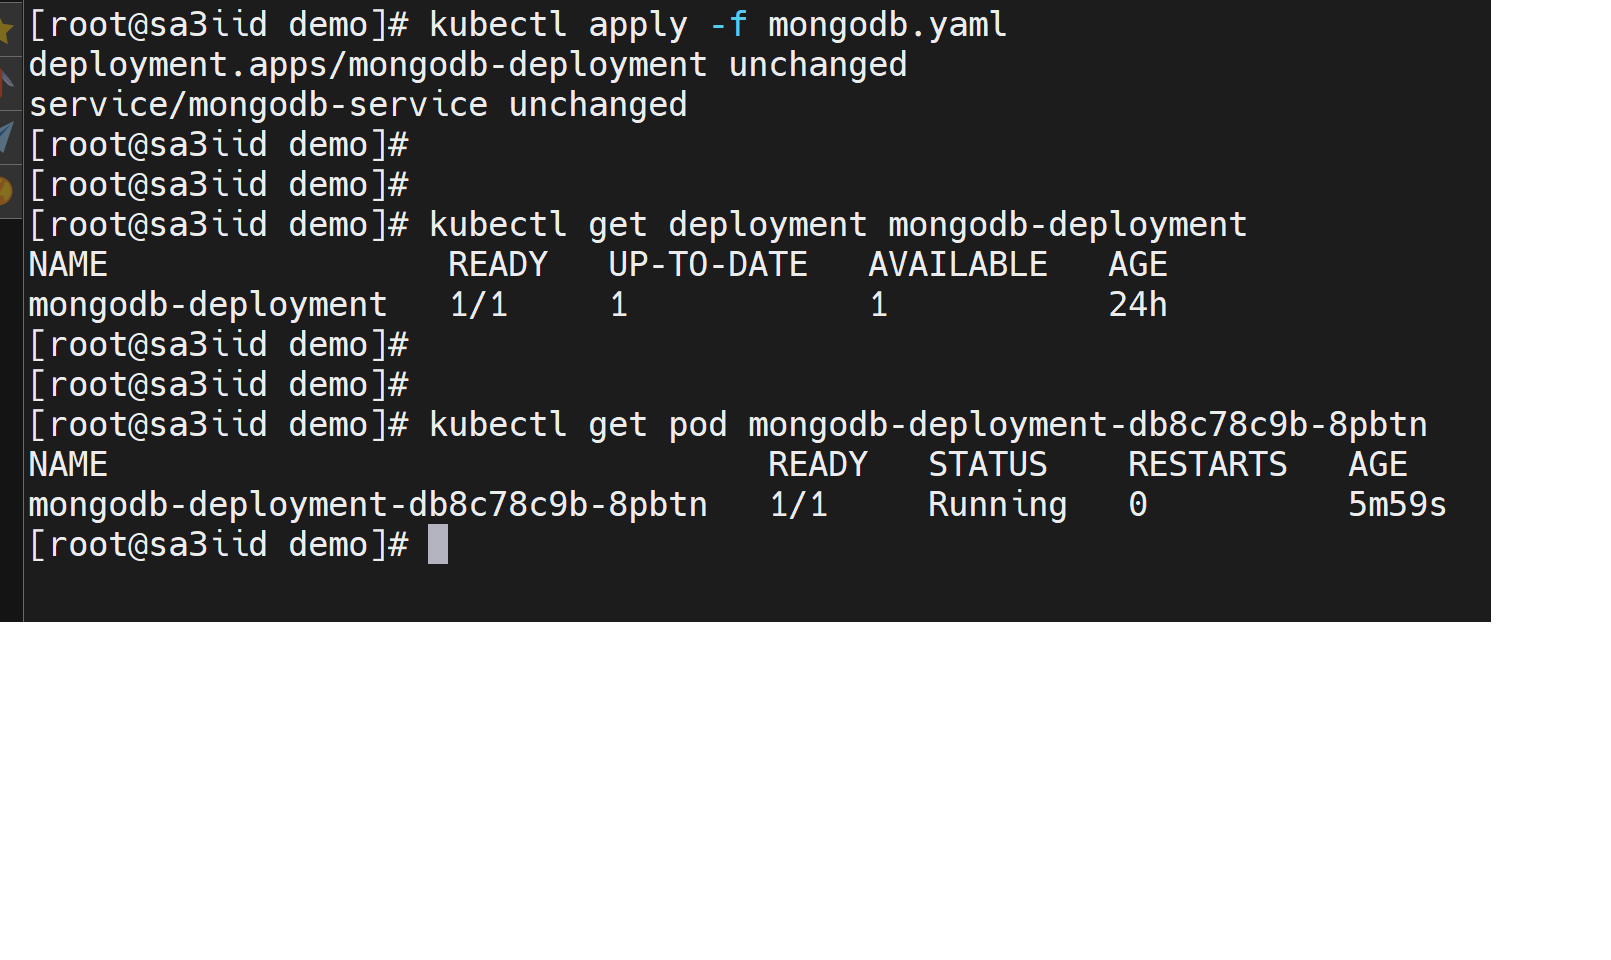 [root@sa3iid demo]# kubectl apply -f mongodb.yaml
deployment.apps/mongodb-deployment unchanged
service/mongodb-service unchanged
[root@sa3iid demo]#
[root@sa3iid demo]#
[root@sa3iid demo]# kubectl get deployment mongodb-deployment
NAME                 READY   UP-TO-DATE   AVAILABLE   AGE
mongodb-deployment   1/1     1            1           24h
[root@sa3iid demo]#
[root@sa3iid demo]#
[root@sa3iid demo]# kubectl get pod mongodb-deployment-db8c78c9b-8pbtn
NAME                                 READY   STATUS    RESTARTS   AGE
mongodb-deployment-db8c78c9b-8pbtn   1/1     Running   0          5m59s
[root@sa3iid demo]#